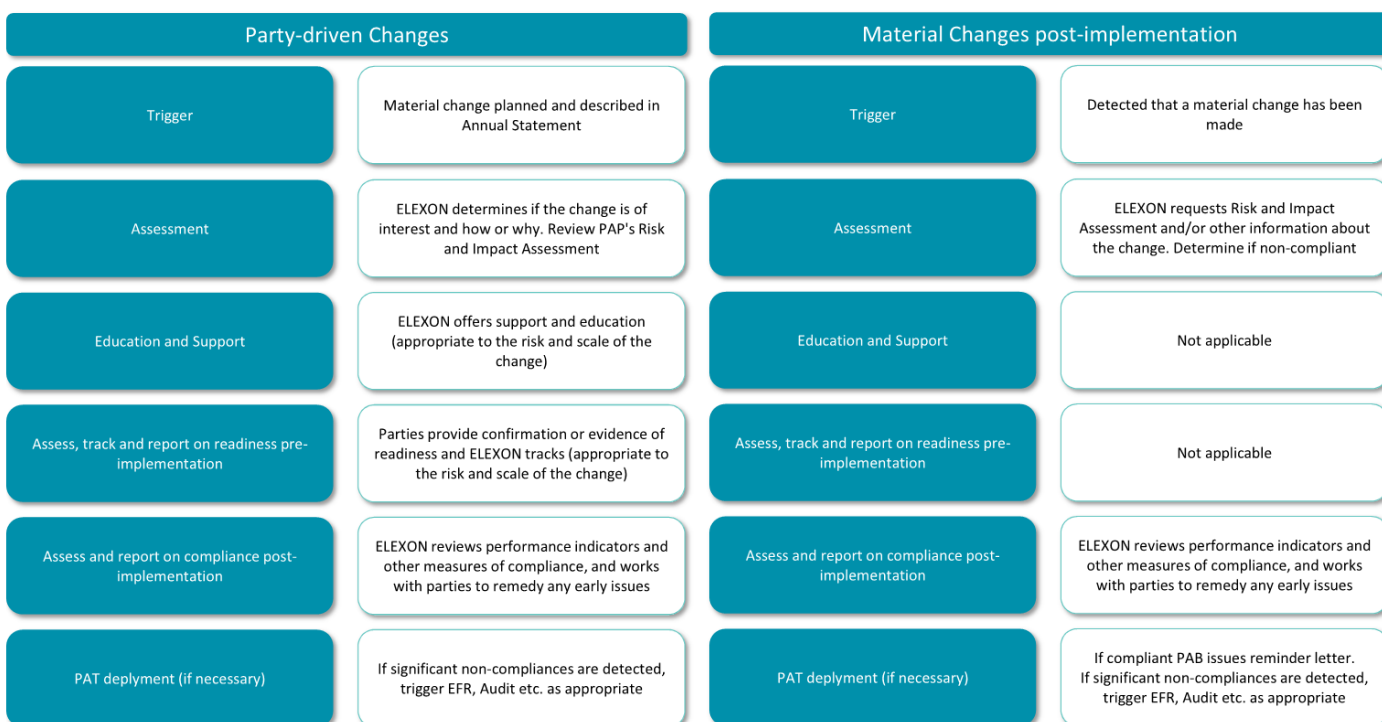 Party-driven Changes
Trigger
Material change planned and described in
Annual Statement
Assessment
ELEXON determines if the change is of
interest and how or why. Review PAP's Risk
and Impact Assessment
Education and Support
ELEXON offers support and education
(appropriate to the risk and scale of the
change)
Assess, track and report on readiness pre-
implementation
Parties provide confirmation or evidence of
readiness and ELEXON tracks (appropriate to
the risk and scale of the change)
Assess and report on compliance post-
implementation
ELEXON reviews performance indicators and
other measures of compliance, and works
with parties to remedy any early issues
PAT deplyment (if necessary)
If significant non-compliances are detected,
trigger EFR, Audit etc. as appropriate
Material Changes post-implementation
Trigger
Detected that a material change has been
made
Assessment
ELEXON requests Risk and Impact
Assessment and/or other information about
the change. Determine if non-compliant
Education and Support
Not applicable
Assess, track and report on readiness pre-
implementation
Not applicable
Assess and report on compliance post-
implementation
ELEXON reviews performance indicators and
other measures of compliance, and works
with parties to remedy any early issues
PAT deplyment (if necessary)
If compliant PAB issues reminder letter.
If significant non-compliances are detected,
trigger EFR, Audit etc. as appropriate